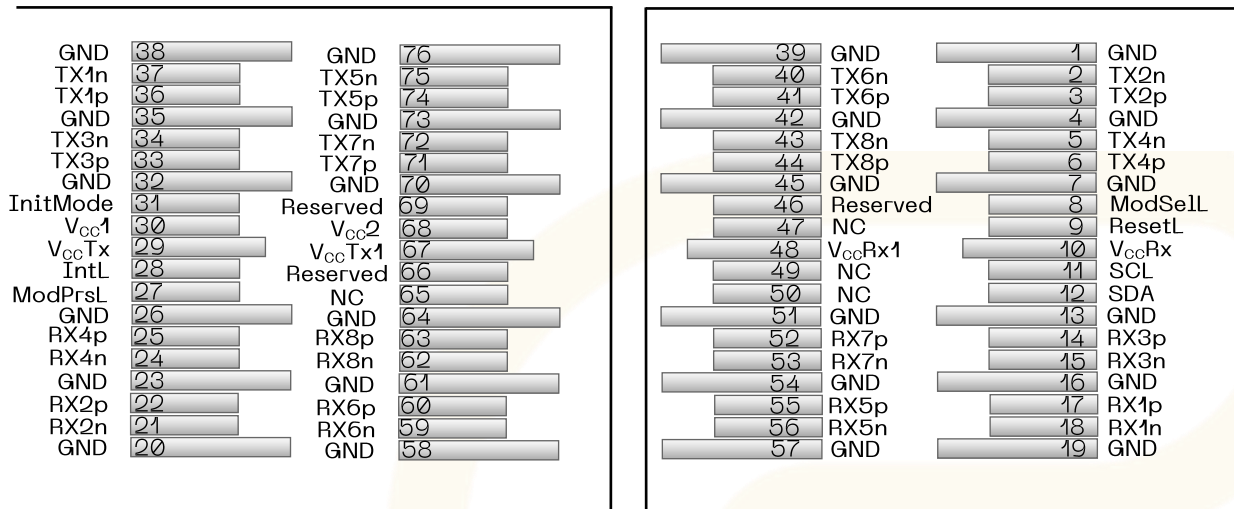 GND 38 GND 76 39 GND 1 GND
TX1n 37 TX5n 75 40 TX6n 2 TX2n
TX1p 36 TX5p 74 41 TX6p 3 TX2p
GND 35 GND 73 42 GND 4 GND
TX3n 34 TX7n 72 43 TX8n 5 TX4n
TX3p 33 TX7p 71 44 TX8p 6 TX4p
GND 32 GND 70 45 GND 7 GND
InitMode 31 Reserved 69 46 Reserved 8 ModSelL
VCC1 30 VCC2 68 47 NC 9 ResetL
VCCTx 29 VCCTx1 67 48 VCCRx1 10 VCCRx
IntL 28 Reserved 66 49 NC 11 SCL
ModPrsL 27 NC 65 50 NC 12 SDA
GND 26 GND 64 51 GND 13 GND
RX4p 25 RX8p 63 52 RX7p 14 RX3p
RX4n 24 RX8n 62 53 RX7n 15 RX3n
GND 23 GND 61 54 GND 16 GND
RX2p 22 RX6p 60 55 RX5p 17 RX1p
RX2n 21 RX6n 59 56 RX5n 18 RX1n
GND 20 GND 58 57 GND 19 GND